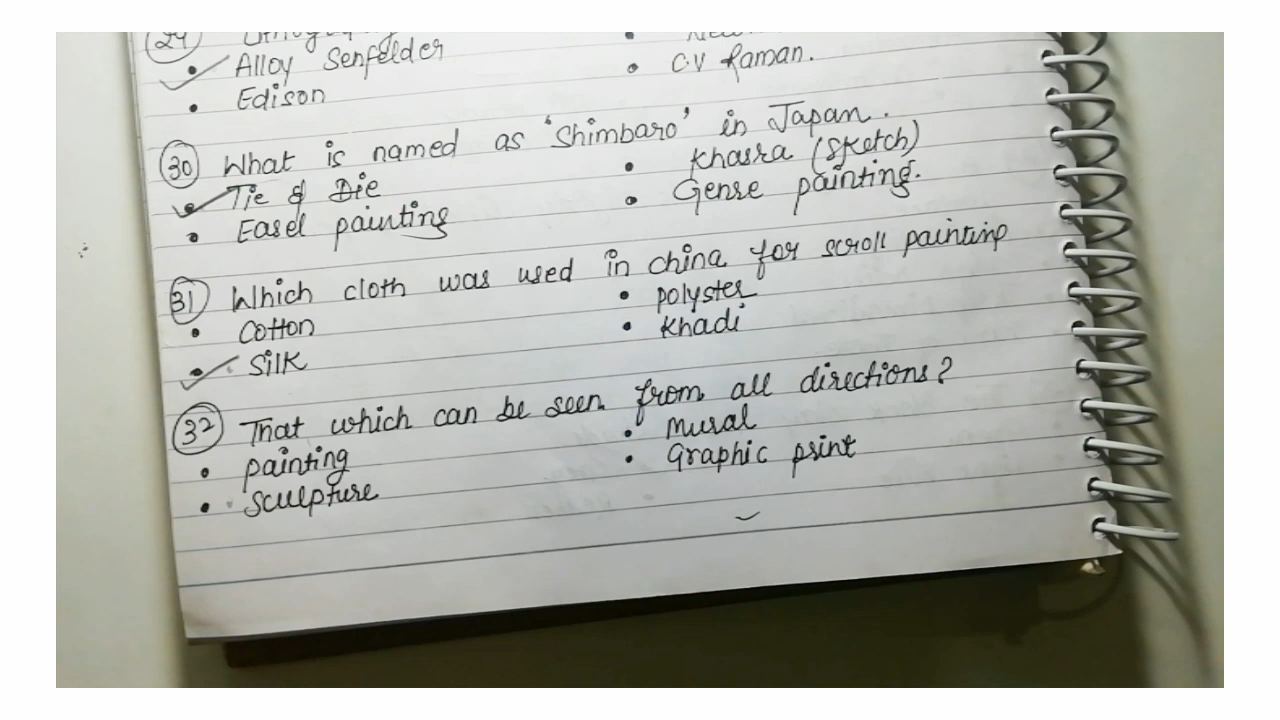 (29)
• Alloy Senfelder • C.V Raman.
• Edison
(30) What is named as 'Shimbaro' in Japan.
• Tie & Die • Khasra (Sketch)
• Easel painting • Gense painting.
(31) Which cloth was used in china for scroll painting
• Cotton • polyster
• Silk • Khadi
(32) That which can be seen from all directions?
• painting • Mural
• Sculpture • Graphic print